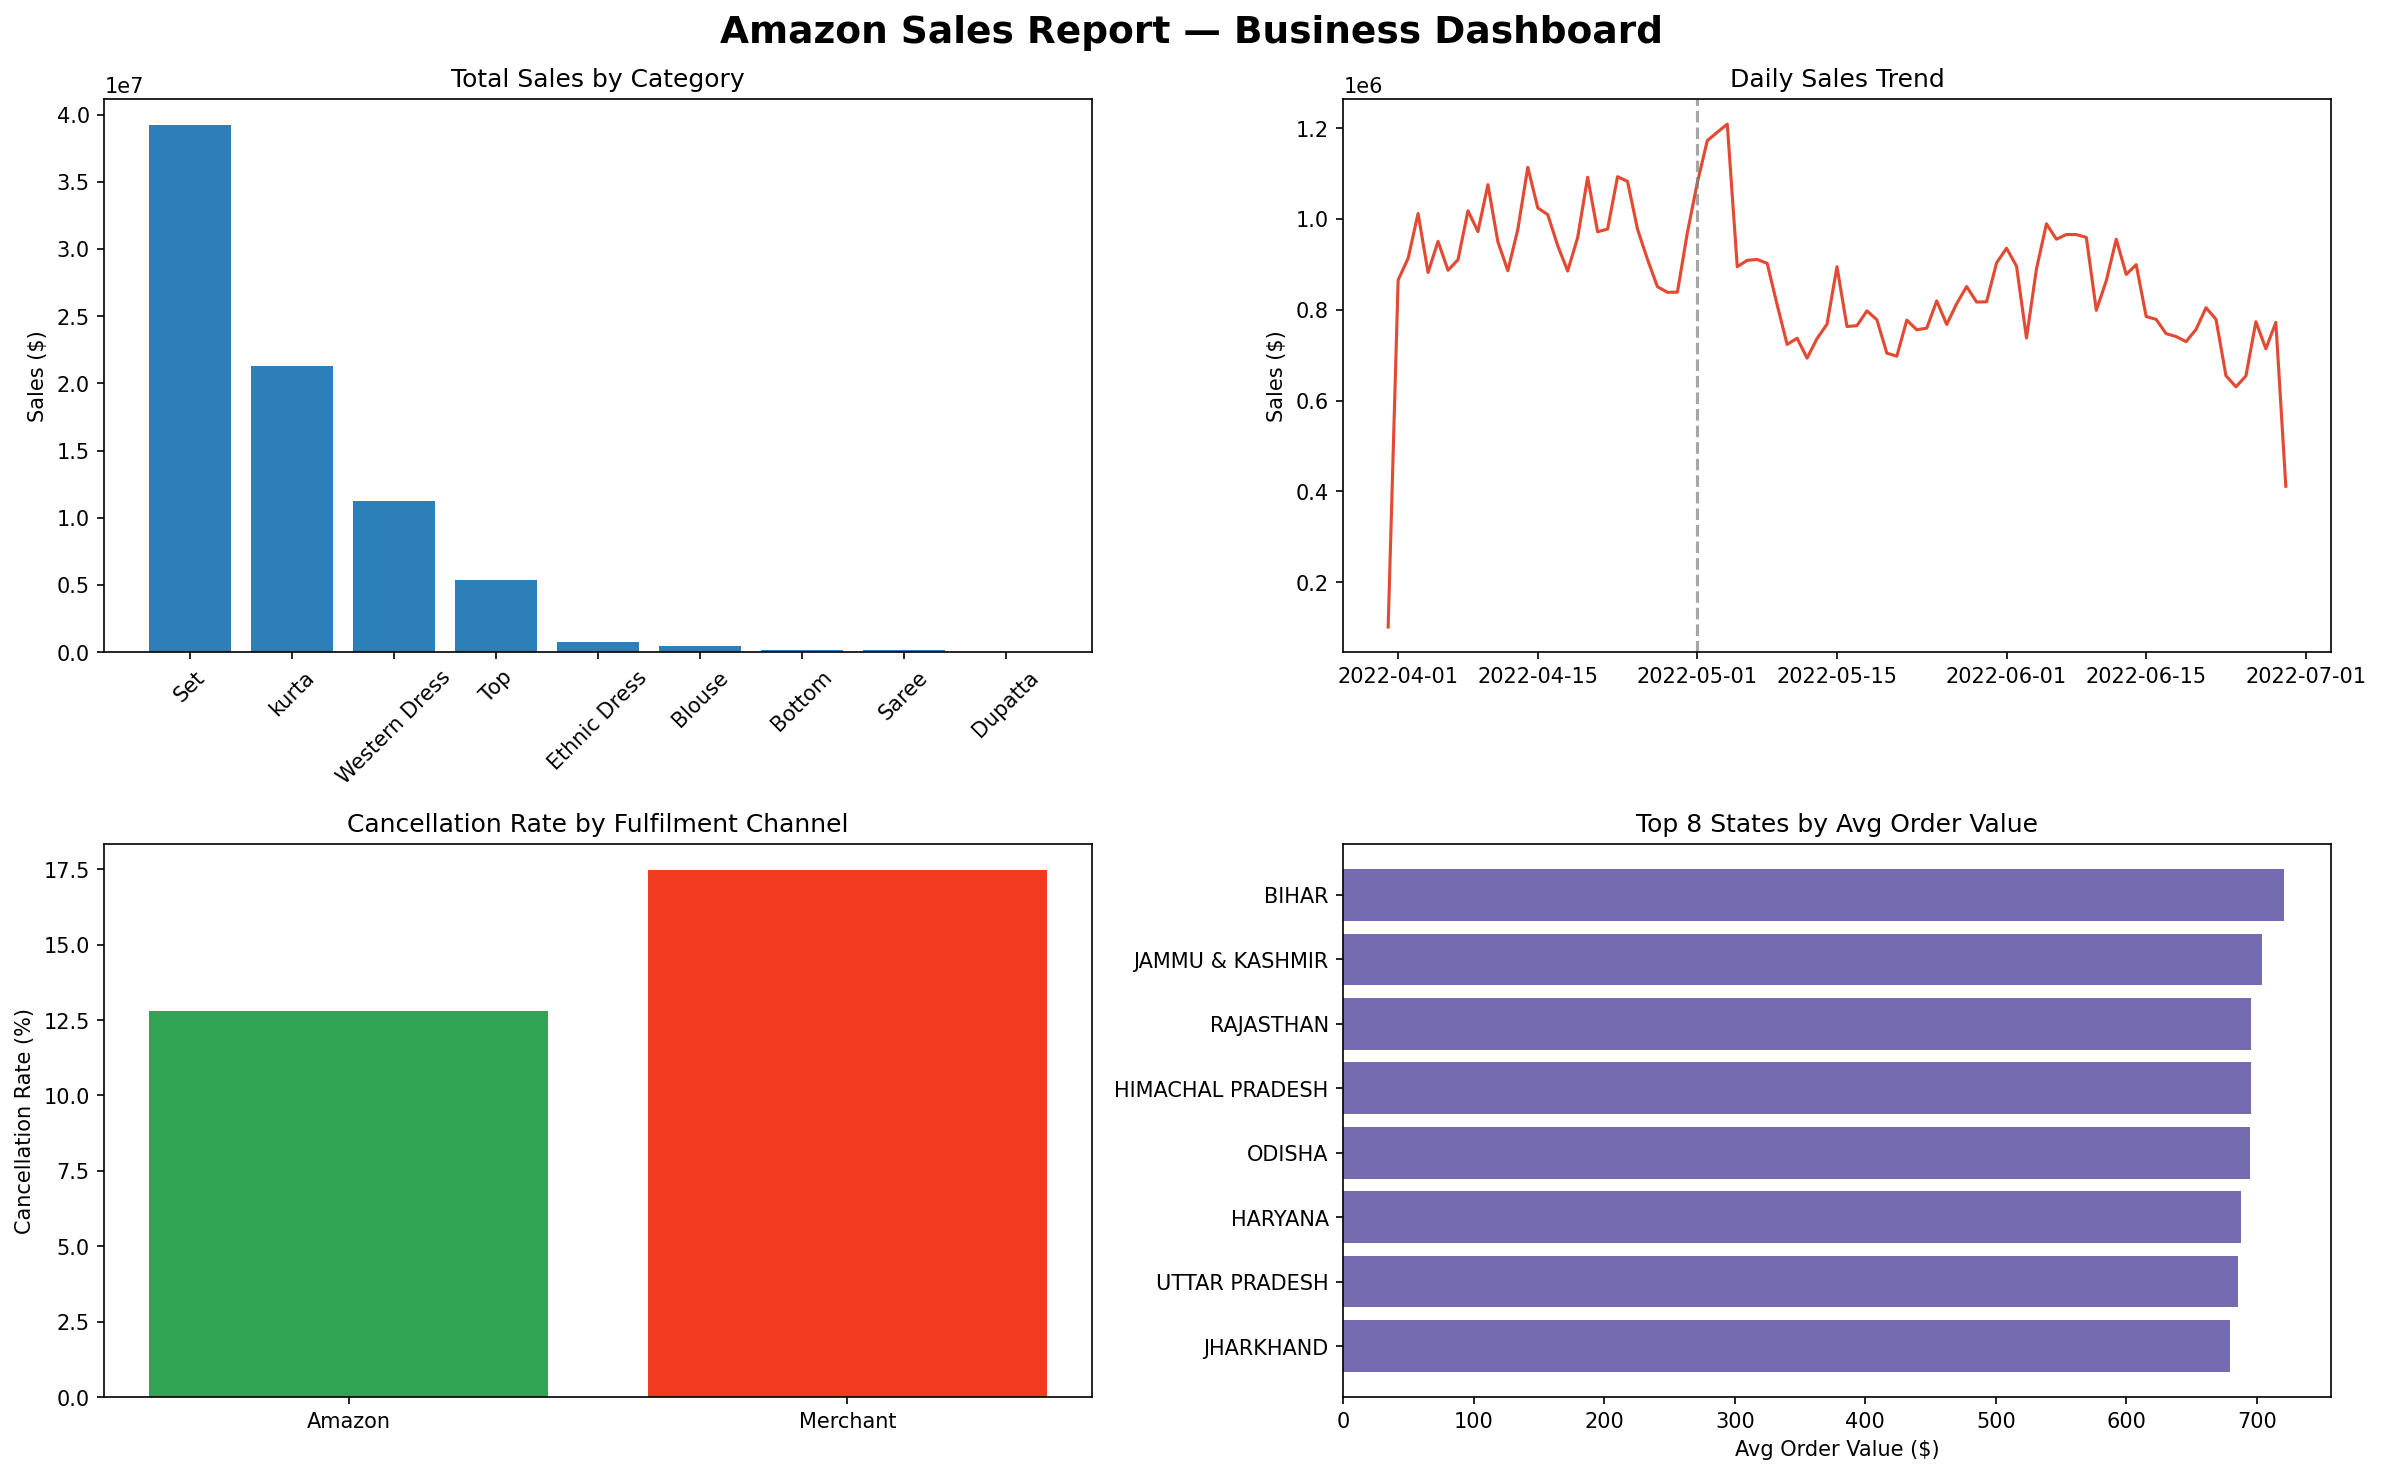 Amazon Sales Report — Business Dashboard
Total Sales by Category
1e7
4.0
3.5
3.0
2.5
2.0
1.5
1.0
0.5
0.0
Sales ($)
Set
kurta
Western Dress
Top
Ethnic Dress
Blouse
Bottom
Saree
Dupatta
Daily Sales Trend
1e6
1.2
1.0
0.8
0.6
0.4
0.2
Sales ($)
2022-04-01 2022-04-15 2022-05-01 2022-05-15 2022-06-01 2022-06-15 2022-07-01
Cancellation Rate by Fulfilment Channel
17.5
15.0
12.5
10.0
7.5
5.0
2.5
0.0
Cancellation Rate (%)
Amazon Merchant
Top 8 States by Avg Order Value
BIHAR
JAMMU & KASHMIR
RAJASTHAN
HIMACHAL PRADESH
ODISHA
HARYANA
UTTAR PRADESH
JHARKHAND
0 100 200 300 400 500 600 700
Avg Order Value ($)